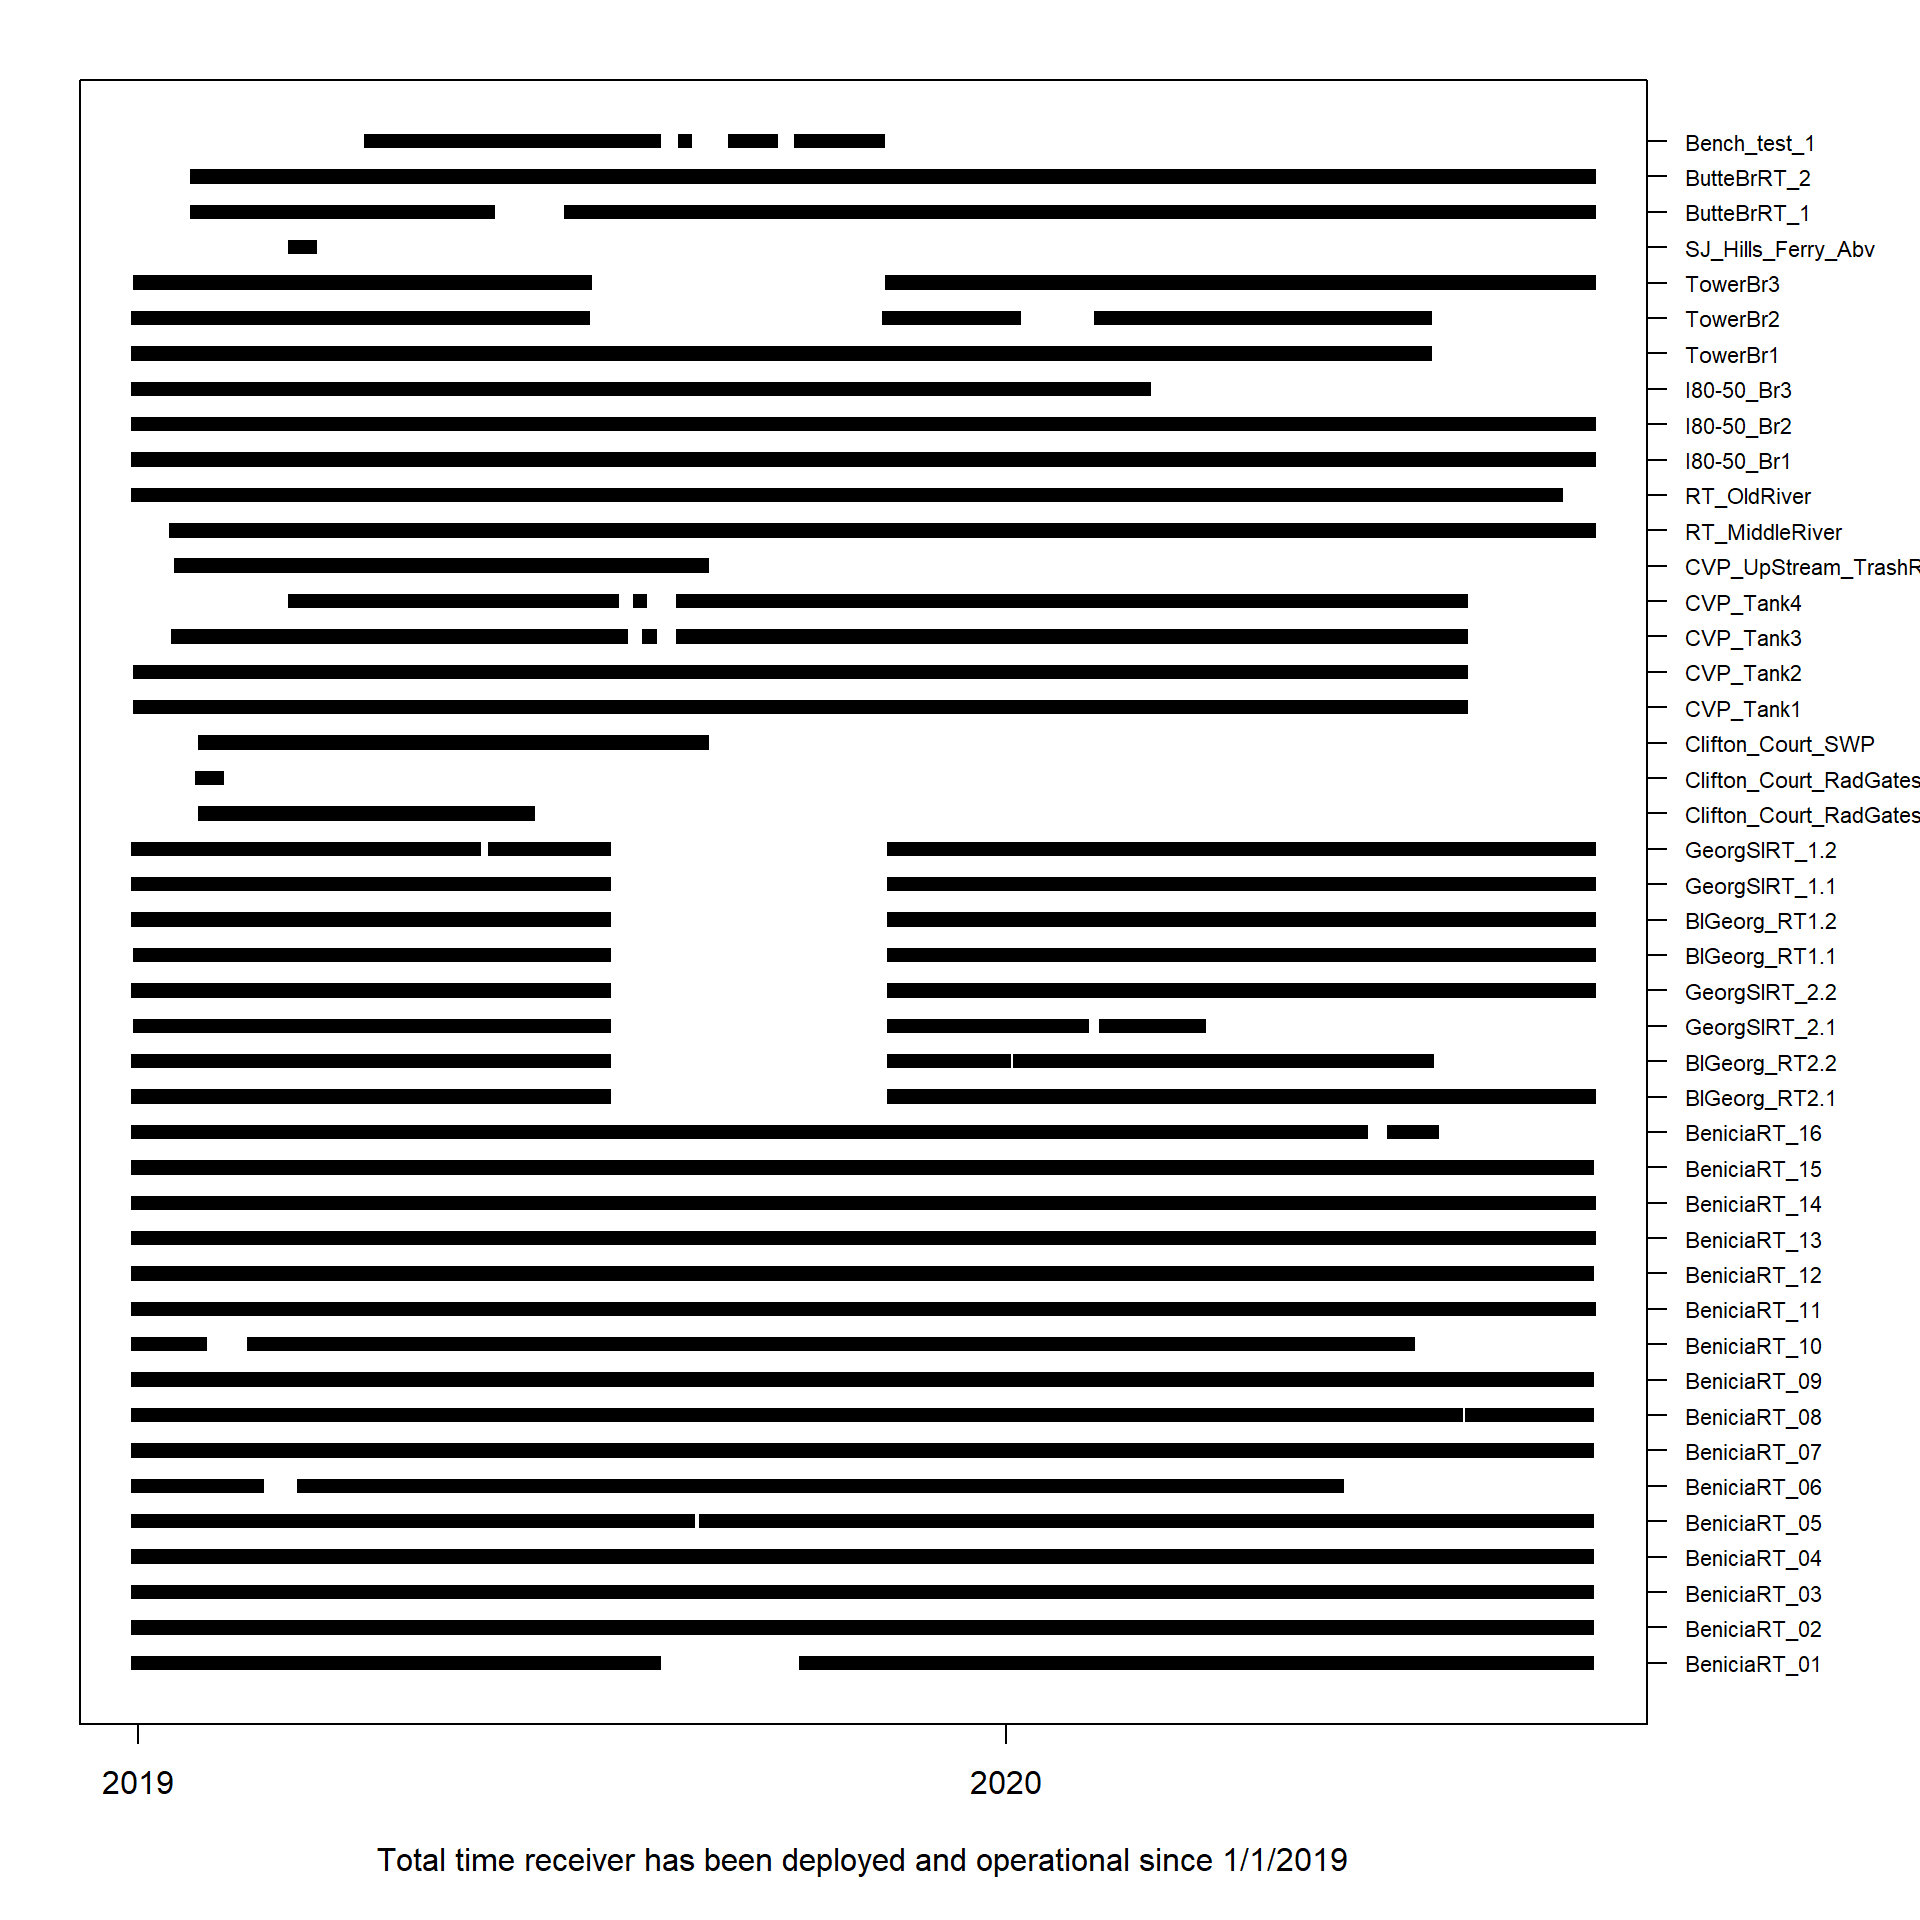 Bench_test_1
ButteBrRT_2
ButteBrRT_1
SJ_Hills_Ferry_Abv
TowerBr3
TowerBr2
TowerBr1
I80-50_Br3
I80-50_Br2
I80-50_Br1
RT_OldRiver
RT_MiddleRiver
CVP_UpStream_TrashR
CVP_Tank4
CVP_Tank3
CVP_Tank2
CVP_Tank1
Clifton_Court_SWP
Clifton_Court_RadGates
Clifton_Court_RadGates
GeorgSlRT_1.2
GeorgSlRT_1.1
BlGeorg_RT1.2
BlGeorg_RT1.1
GeorgSlRT_2.2
GeorgSlRT_2.1
BlGeorg_RT2.2
BlGeorg_RT2.1
BeniciaRT_16
BeniciaRT_15
BeniciaRT_14
BeniciaRT_13
BeniciaRT_12
BeniciaRT_11
BeniciaRT_10
BeniciaRT_09
BeniciaRT_08
BeniciaRT_07
BeniciaRT_06
BeniciaRT_05
BeniciaRT_04
BeniciaRT_03
BeniciaRT_02
BeniciaRT_01
2019 2020
Total time receiver has been deployed and operational since 1/1/2019